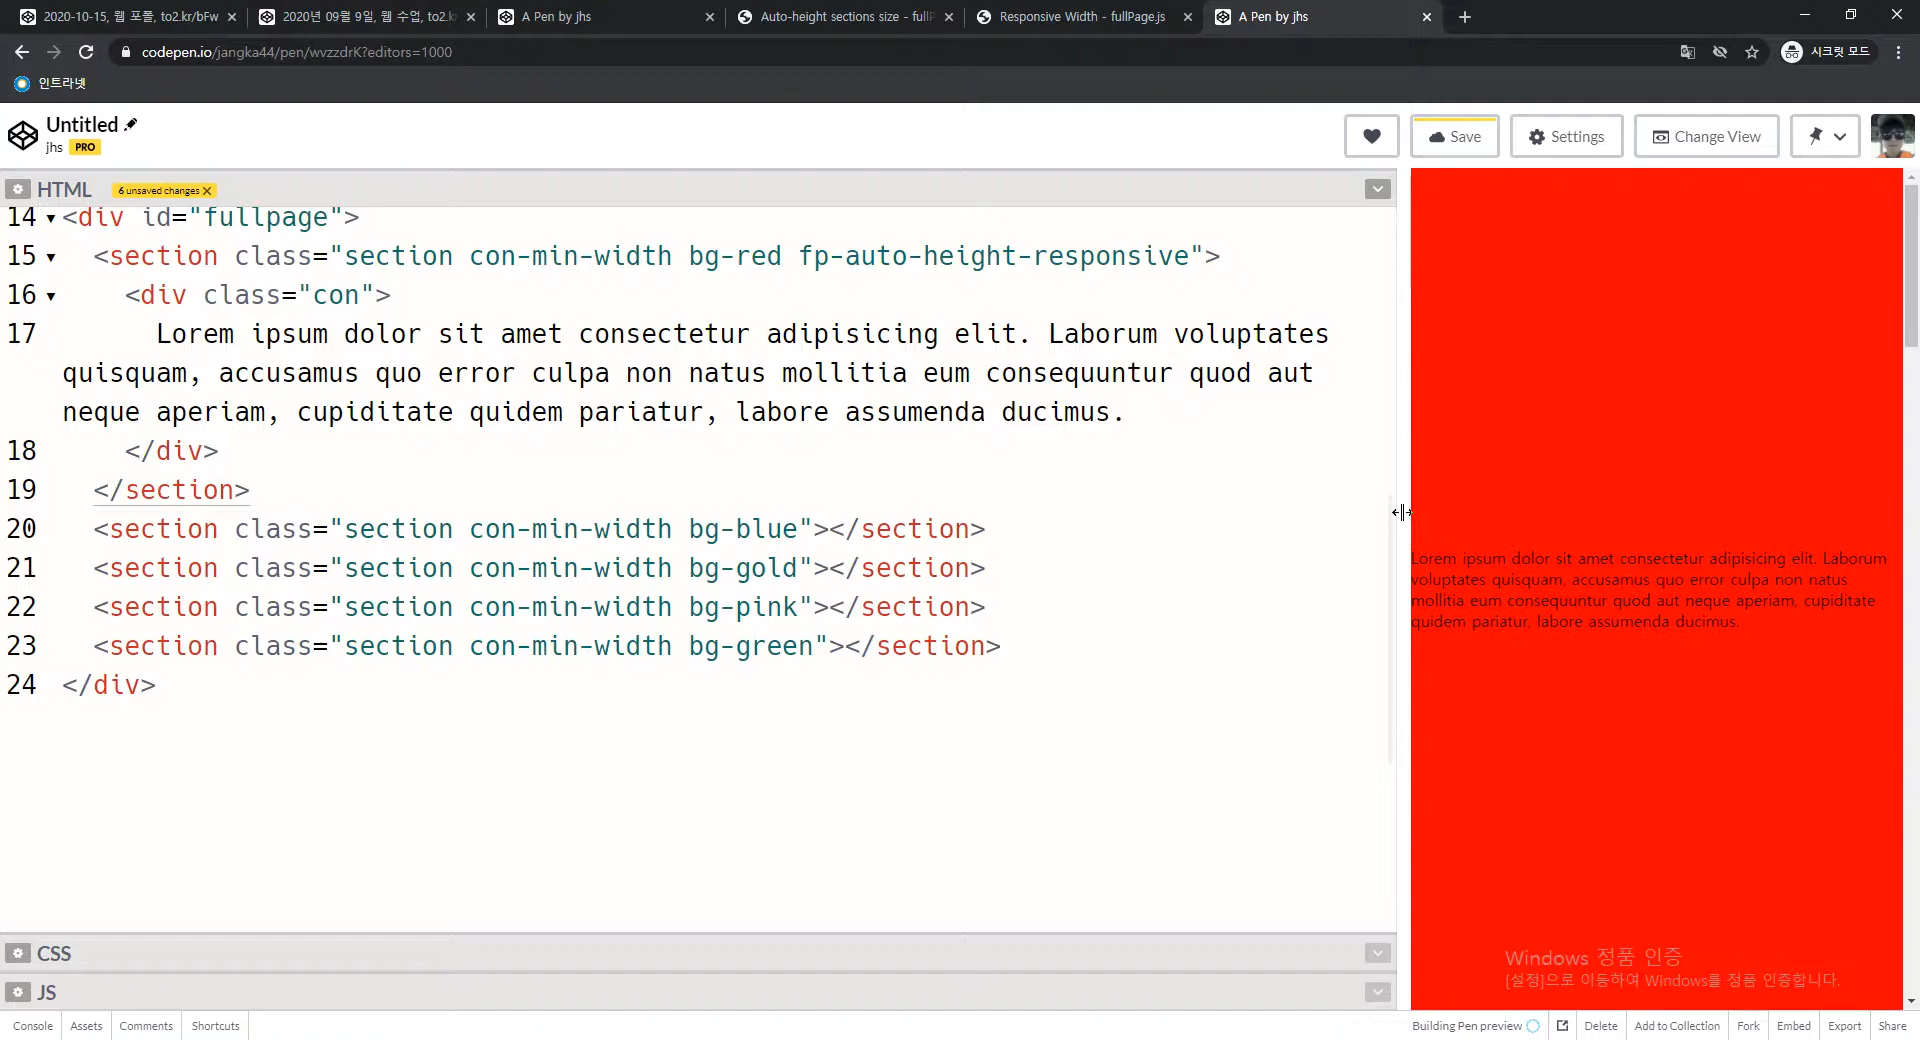 2020-10-15, 웹 포폴, to2.kr/bFw
2020년 09월 9일, 웹 수업, to2.k
A Pen by jhs
Auto-height sections size - fullP
Responsive Width - fullPage.js
A Pen by jhs
codepen.io/jangka44/pen/wvzzdrK?editors=1000
시크릿 모드
인트라넷
Untitled
jhs PRO
Save
Settings
Change View
HTML
6 unsaved changes
14 <div id="fullpage">
15 <section class="section con-min-width bg-red fp-auto-height-responsive">
16 <div class="con">
17 Lorem ipsum dolor sit amet consectetur adipisicing elit. Laborum voluptates
quisquam, accusamus quo error culpa non natus mollitia eum consequuntur quod aut
neque aperiam, cupiditate quidem pariatur, labore assumenda ducimus.
18 </div>
19 </section>
20 <section class="section con-min-width bg-blue"></section>
21 <section class="section con-min-width bg-gold"></section>
22 <section class="section con-min-width bg-pink"></section>
23 <section class="section con-min-width bg-green"></section>
24 </div>
Lorem ipsum dolor sit amet consectetur adipisicing elit. Laborum
voluptates quisquam, accusamus quo error culpa non natus
mollitia eum consequuntur quod aut neque aperiam, cupiditate
quidem pariatur, labore assumenda ducimus.
Windows 정품 인증
[설정]으로 이동하여 Windows를 정품 인증합니다.
CSS
JS
Console
Assets
Comments
Shortcuts
Building Pen preview
Delete
Add to Collection
Fork
Embed
Export
Share